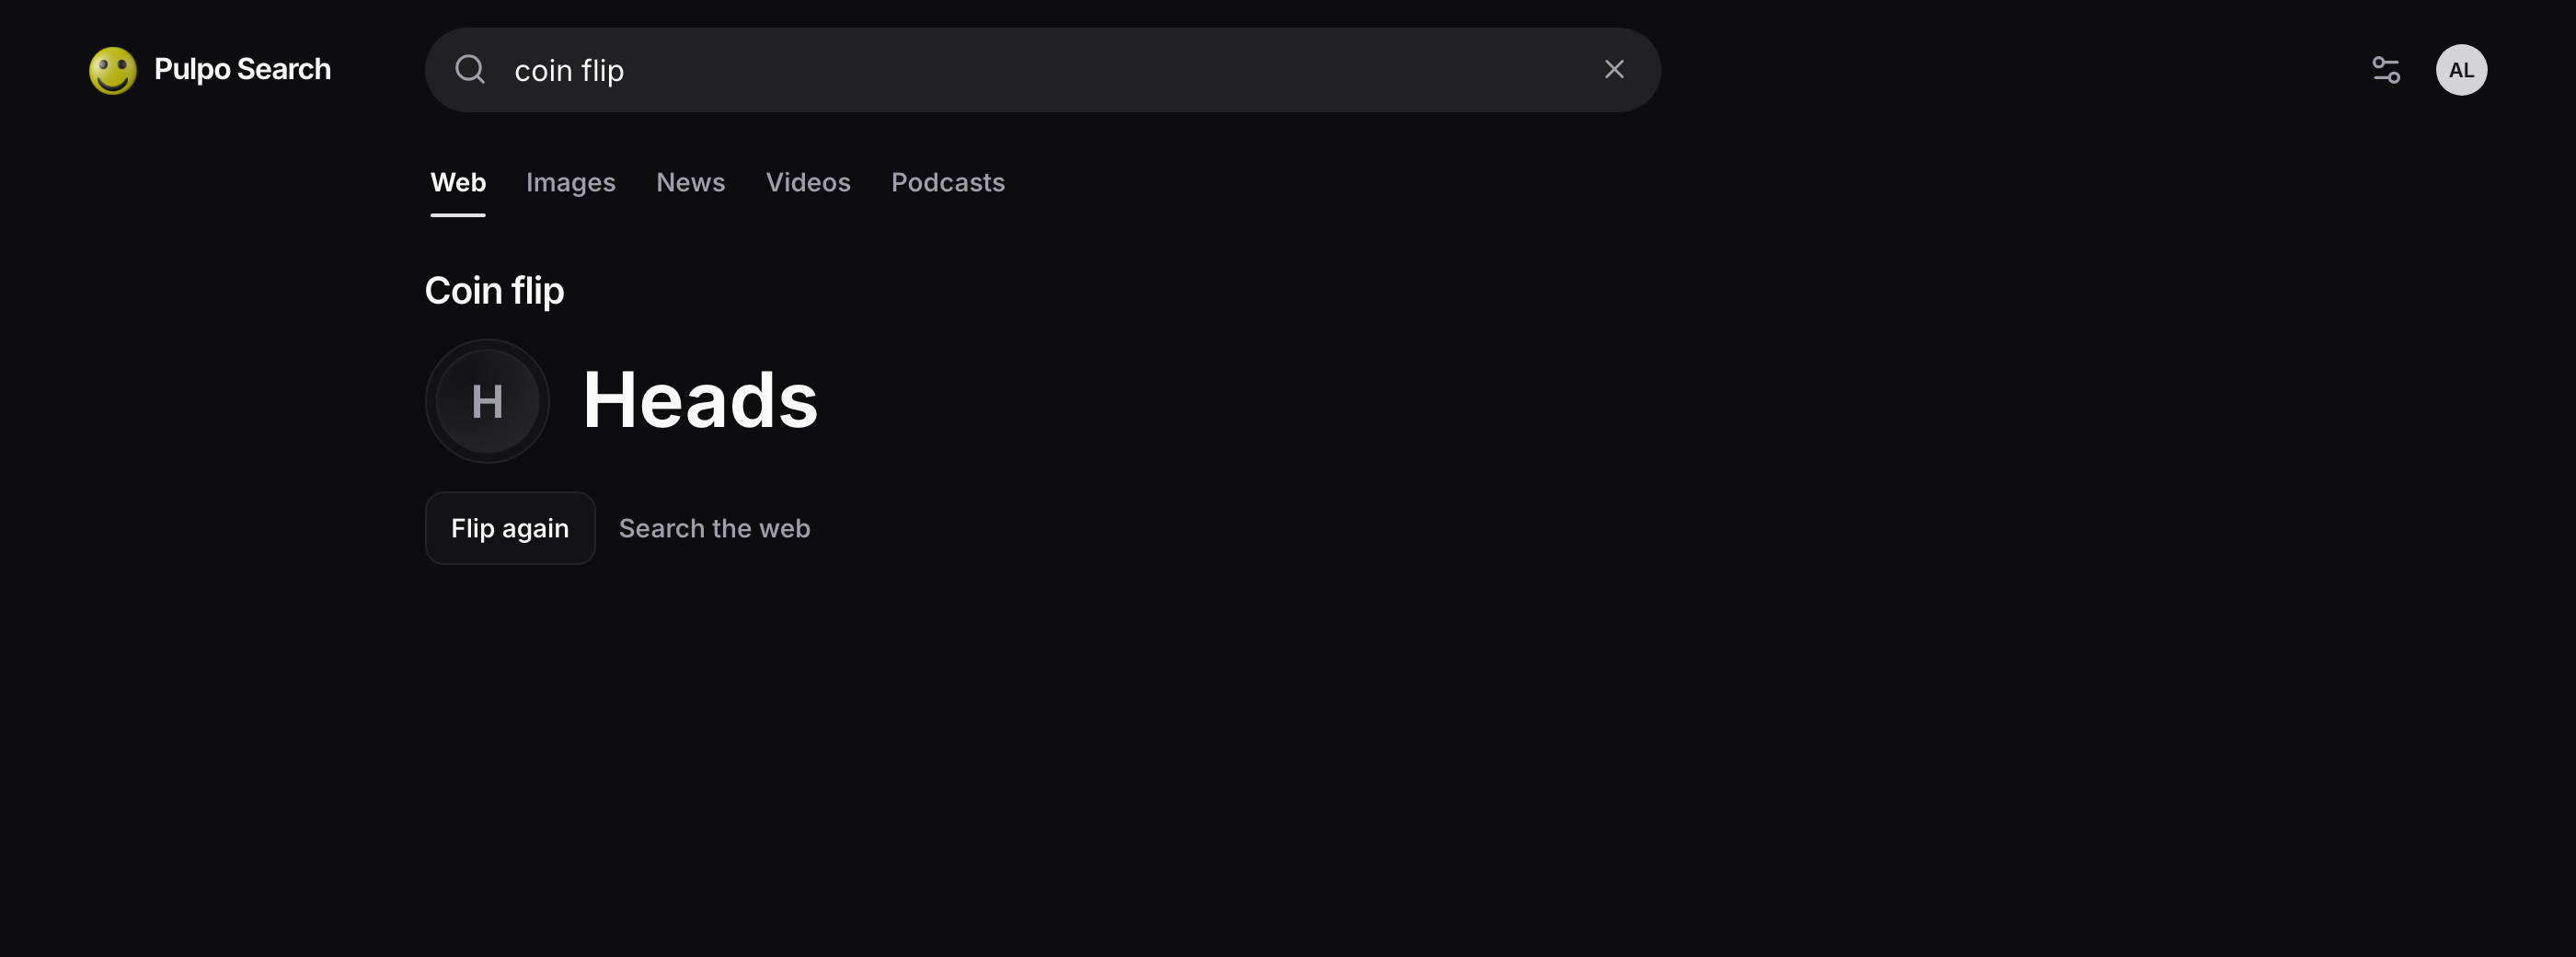 Pulpo Search
coin flip
AL
Web Images News Videos Podcasts
Coin flip
H
Heads
Flip again
Search the web